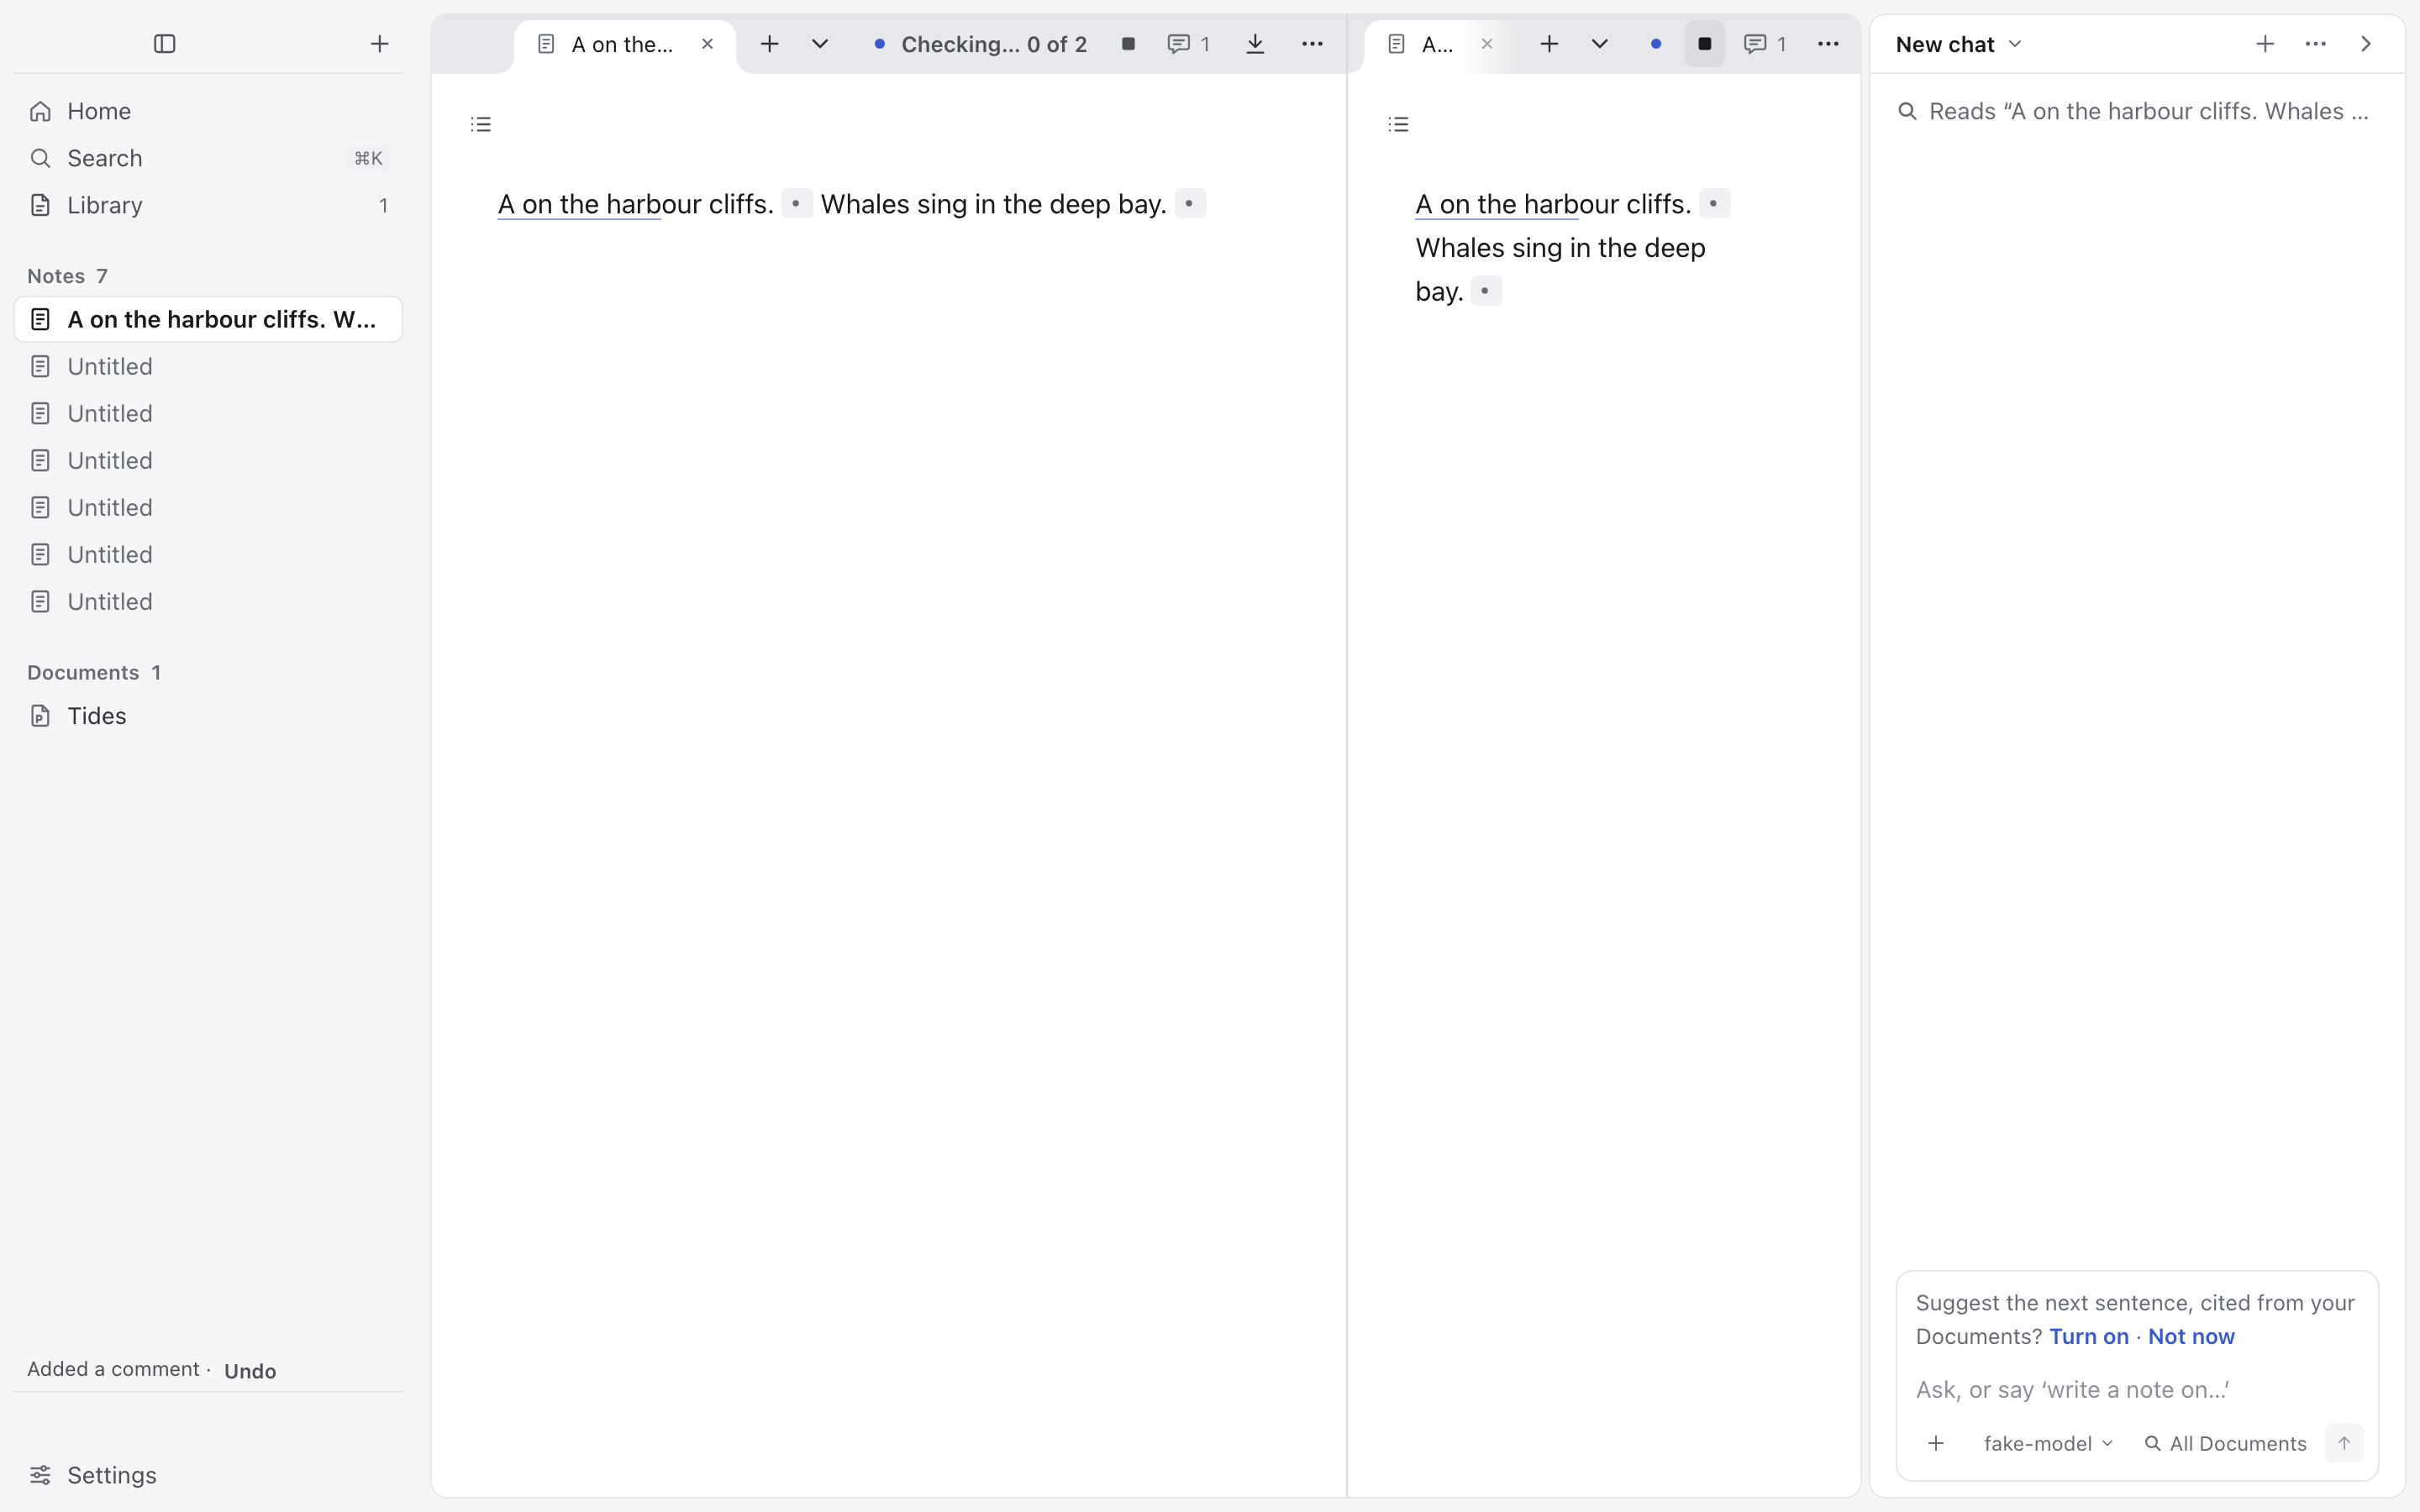 Home
Search ⌘K
Library 1
Notes 7
A on the harbour cliffs. W...
Untitled
Untitled
Untitled
Untitled
Untitled
Untitled
Documents 1
Tides
Added a comment · Undo
Settings
A on the...
Checking... 0 of 2
1
A on the harbour cliffs. Whales sing in the deep bay.
A...
1
A on the harbour cliffs.
Whales sing in the deep
bay.
New chat
Reads “A on the harbour cliffs. Whales ...
Suggest the next sentence, cited from your
Documents? Turn on · Not now
Ask, or say ‘write a note on...’
fake-model
All Documents